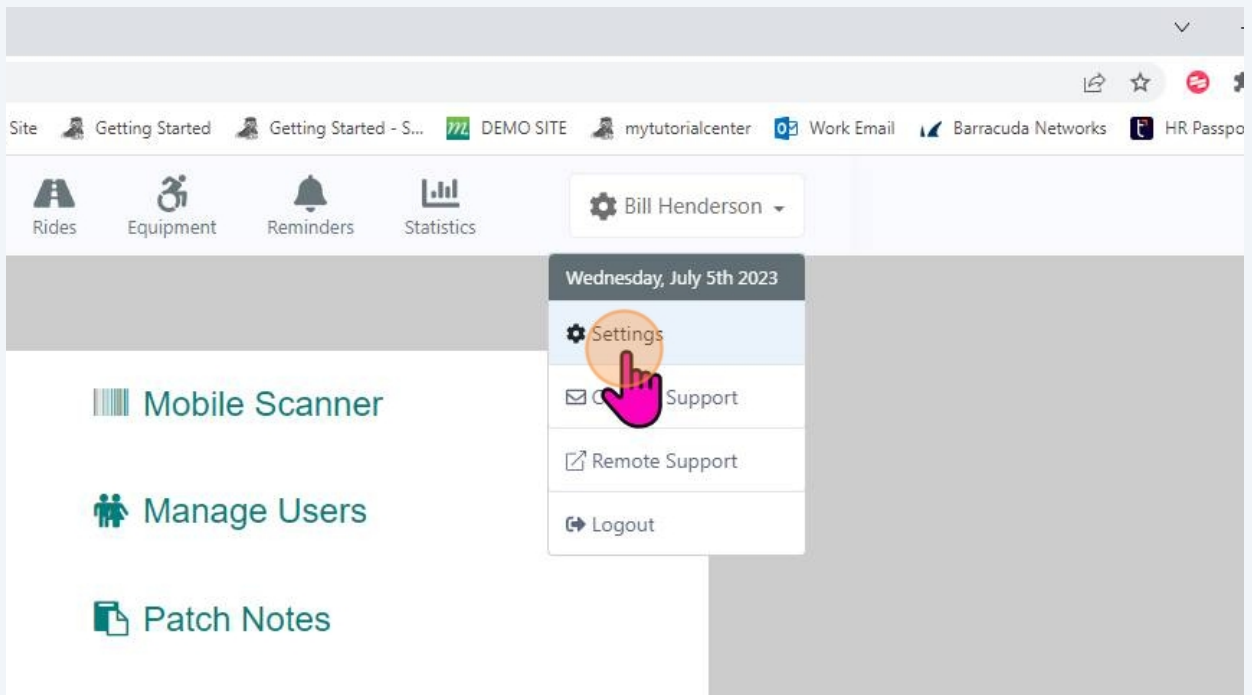 Site Getting Started Getting Started - S... DEMO SITE mytutorialcenter Work Email Barracuda Networks HR Passpo
Rides Equipment Reminders Statistics Bill Henderson
Wednesday, July 5th 2023
Settings
Support
Remote Support
Logout
Mobile Scanner
Manage Users
Patch Notes